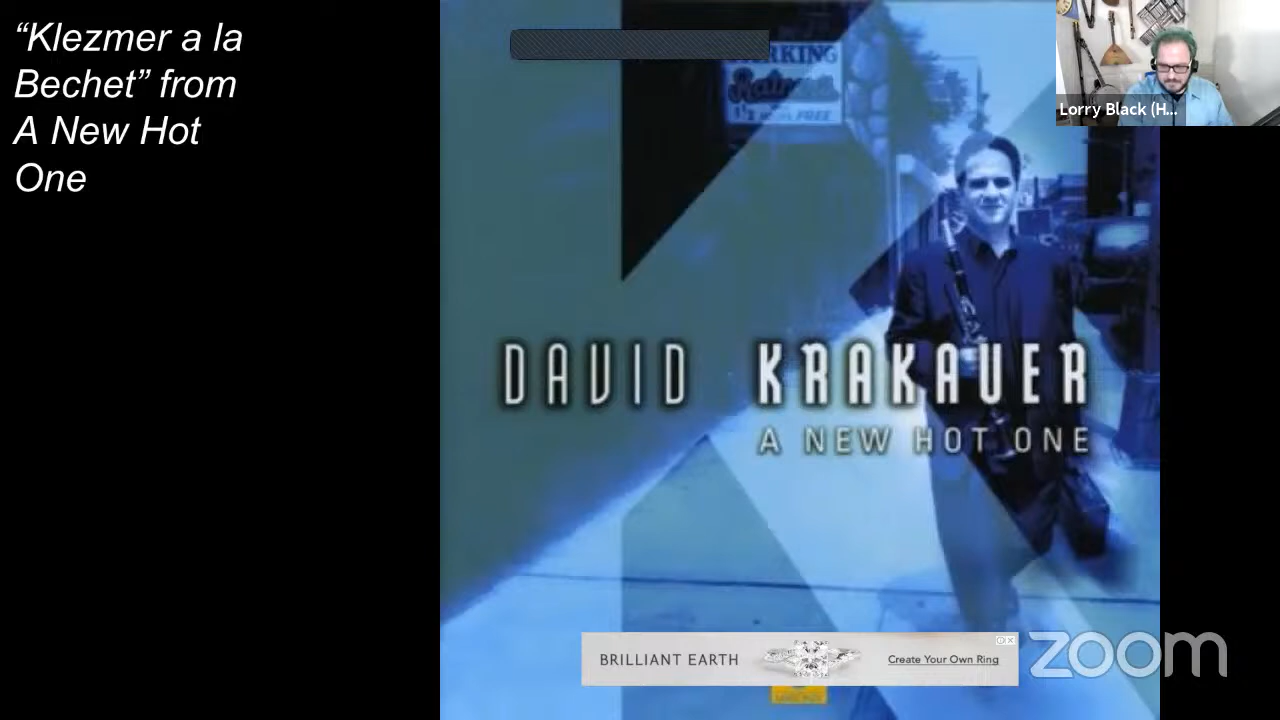 “Klezmer a la
Bechet” from
A New Hot
One
Lorry Black (H...
DAVID KRAKAUER
A NEW HOT ONE
BRILLIANT EARTH
Create Your Own Ring
zoom